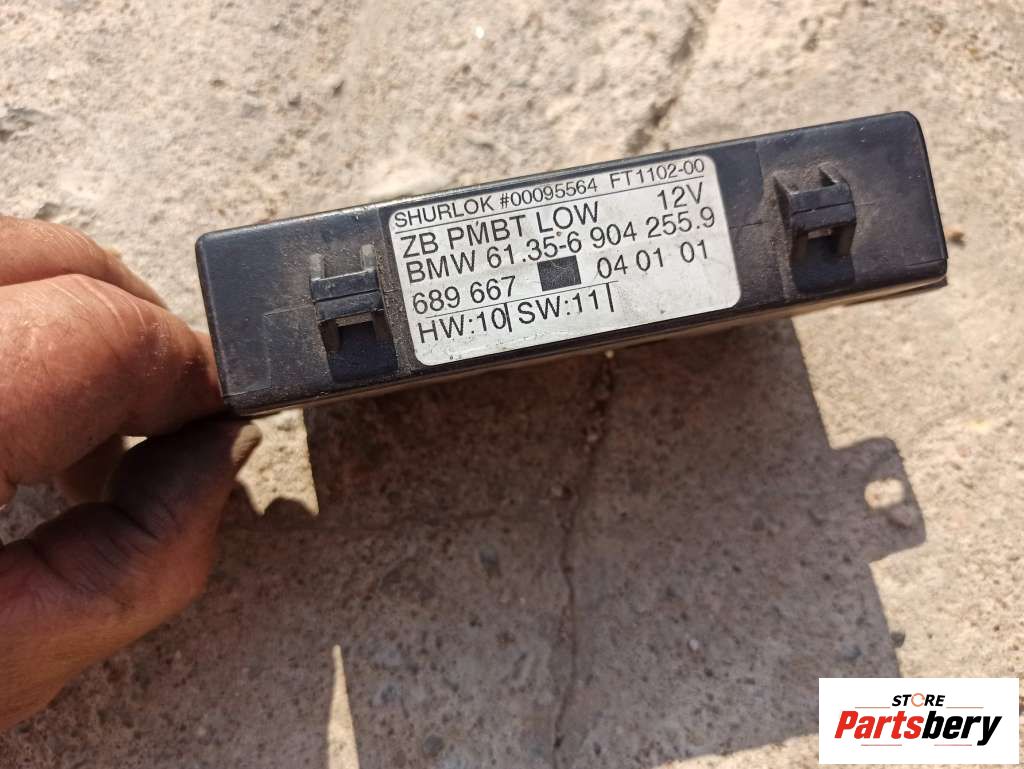 SHURLOK #00095564 FT1102-00
ZB PMBT LOW 12V
BMW 61.35-6 904 255.9
689 667 04 01 01
HW:10 SW:11
STORE
Partsbery